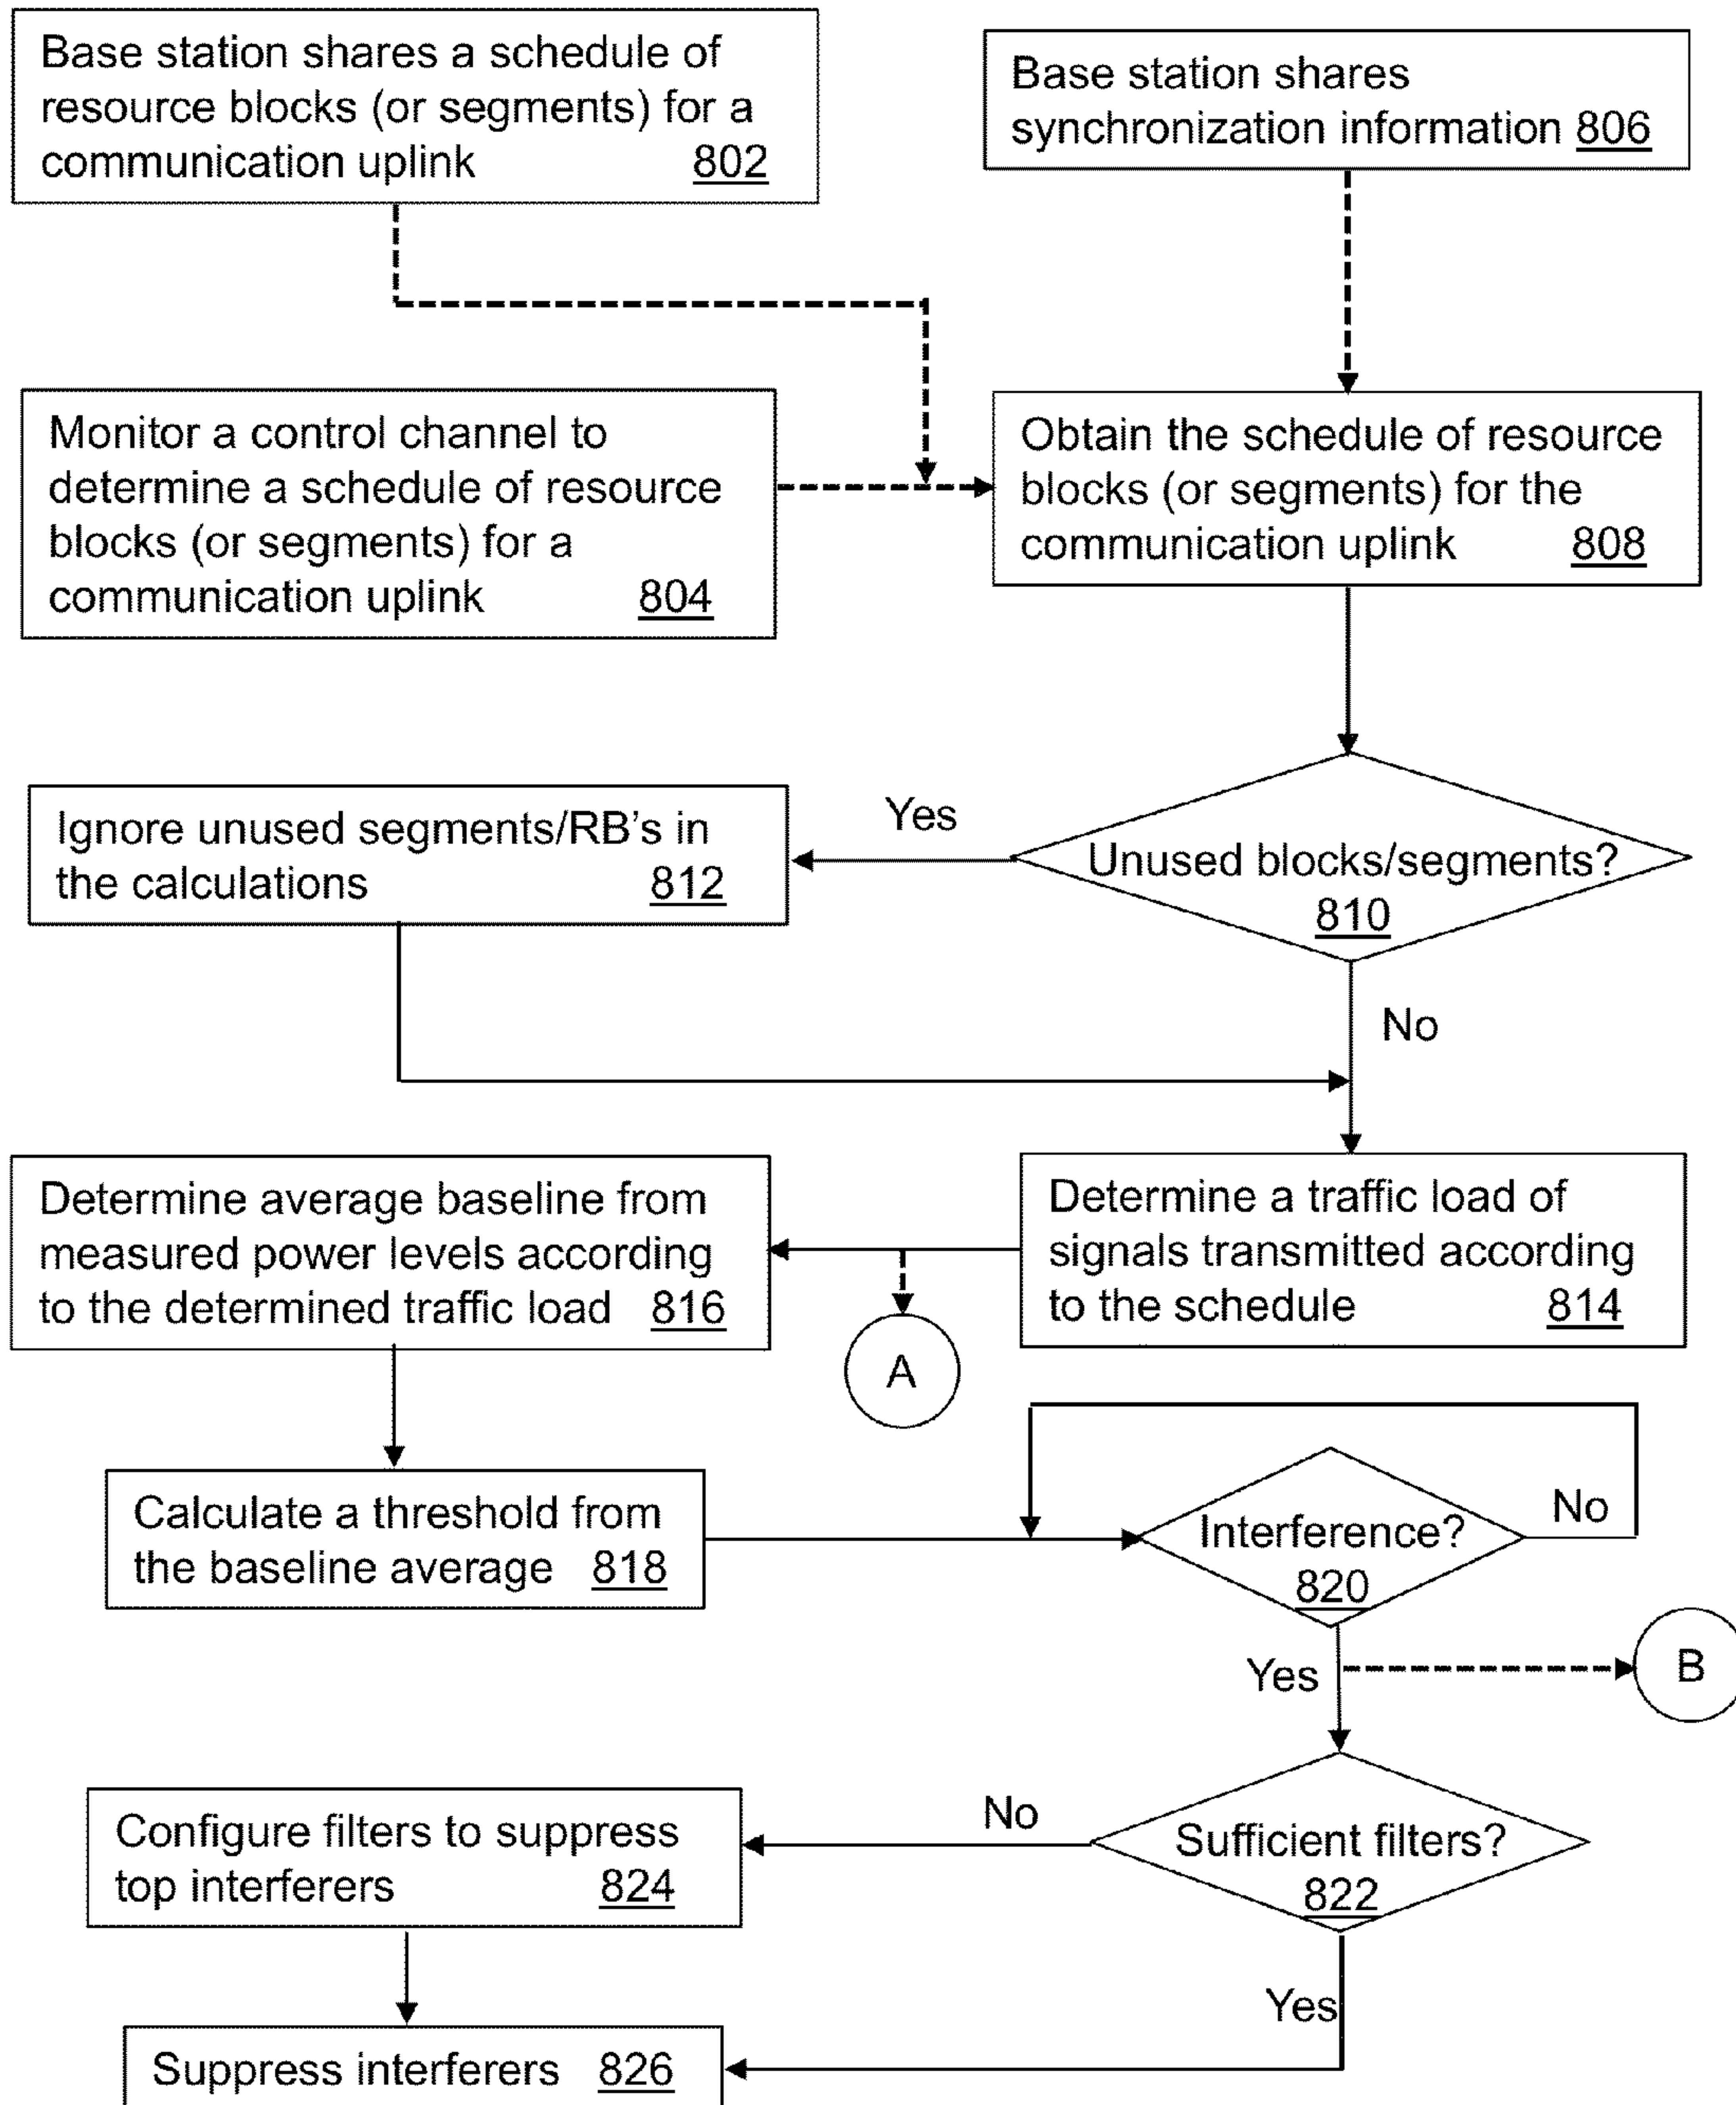 Base station shares a schedule of
resource blocks (or segments) for a
communication uplink 802
Base station shares
synchronization information 806
Monitor a control channel to
determine a schedule of resource
blocks (or segments) for a
communication uplink 804
Obtain the schedule of resource
blocks (or segments) for the
communication uplink 808
Unused blocks/segments?
810
Yes
Ignore unused segments/RB's in
the calculations 812
No
Determine a traffic load of
signals transmitted according
to the schedule 814
Determine average baseline from
measured power levels according
to the determined traffic load 816
A
Calculate a threshold from
the baseline average 818
Interference?
820
No
Yes
B
Sufficient filters?
822
No
Configure filters to suppress
top interferers 824
Yes
Suppress interferers 826